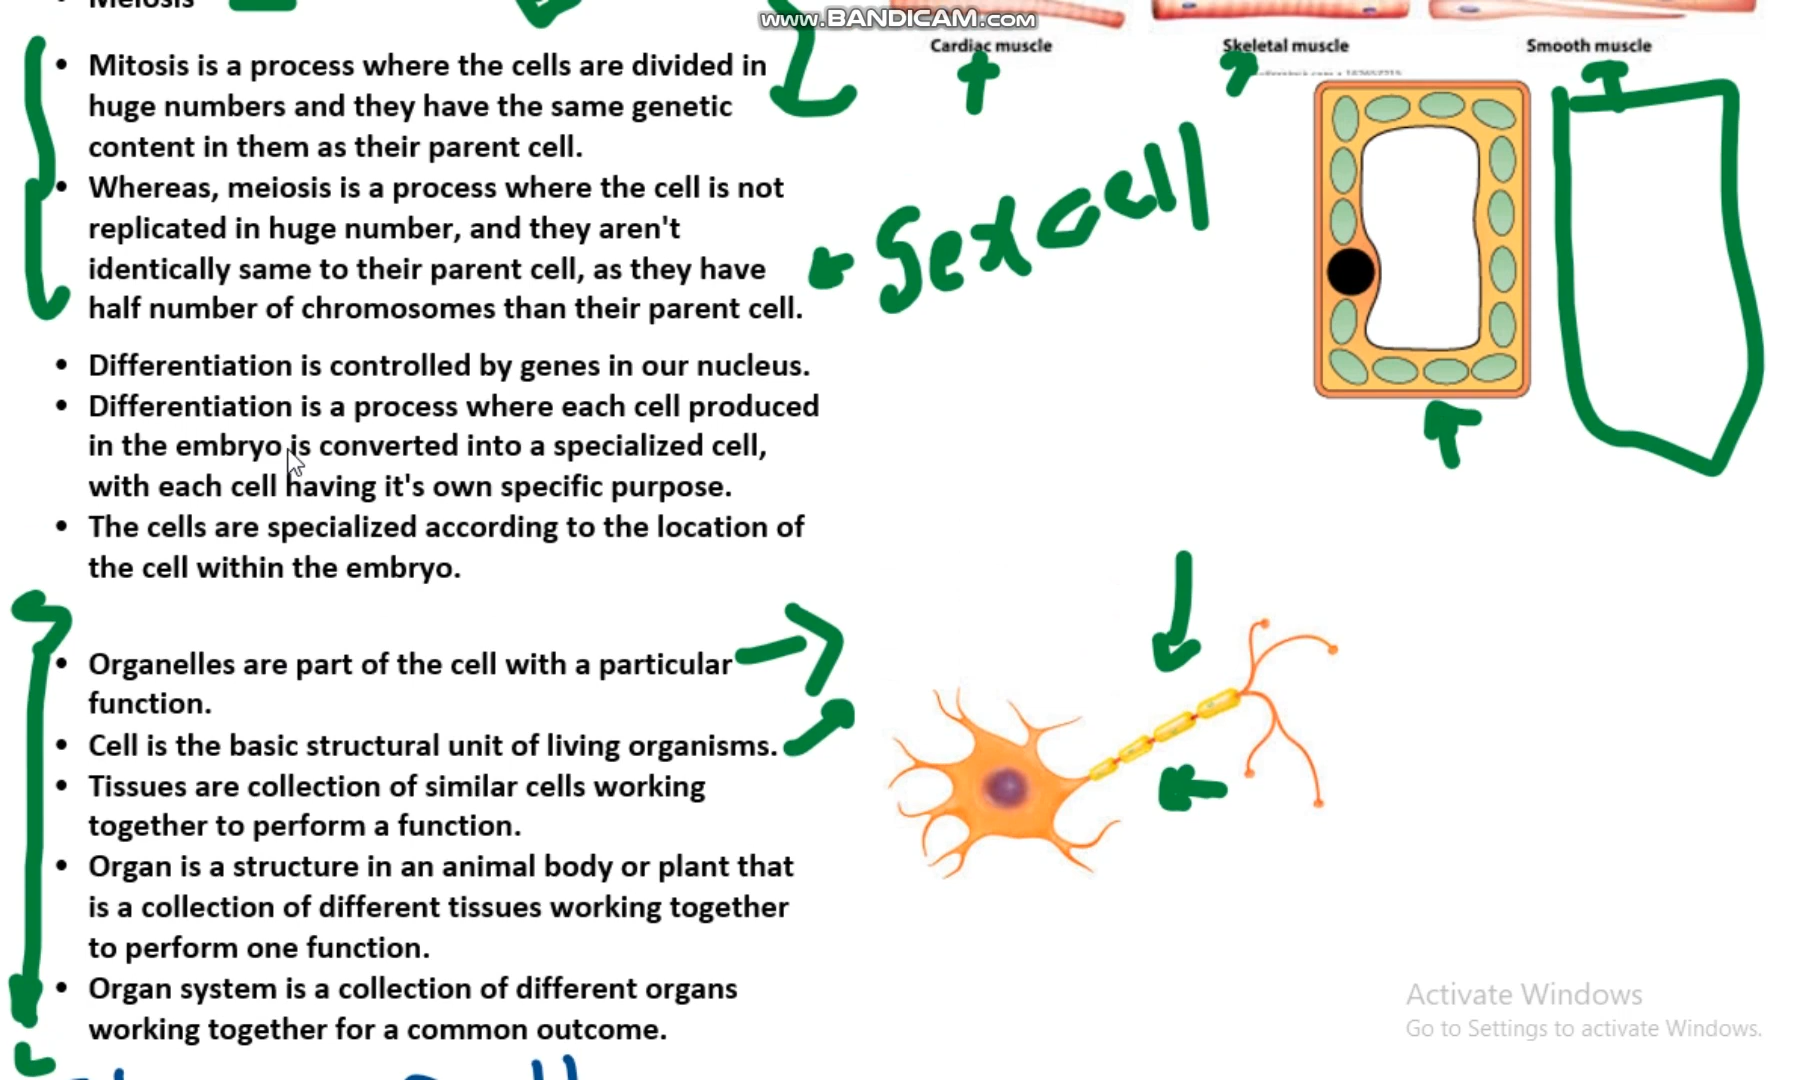 Meiosis
www.BANDICAM.com
Cardiac muscle
Skeletal muscle
Smooth muscle
• Mitosis is a process where the cells are divided in
huge numbers and they have the same genetic
content in them as their parent cell.
• Whereas, meiosis is a process where the cell is not
replicated in huge number, and they aren't
identically same to their parent cell, as they have
half number of chromosomes than their parent cell.
Sex cell
• Differentiation is controlled by genes in our nucleus.
• Differentiation is a process where each cell produced
in the embryo is converted into a specialized cell,
with each cell having it's own specific purpose.
• The cells are specialized according to the location of
the cell within the embryo.
• Organelles are part of the cell with a particular
function.
• Cell is the basic structural unit of living organisms.
• Tissues are collection of similar cells working
together to perform a function.
• Organ is a structure in an animal body or plant that
is a collection of different tissues working together
to perform one function.
• Organ system is a collection of different organs
working together for a common outcome.
Activate Windows
Go to Settings to activate Windows.